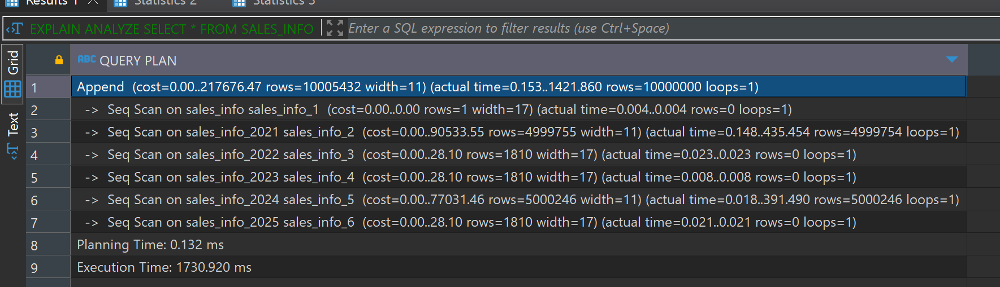 Results 1 Statistics 2 Statistics 3
EXPLAIN ANALYZE SELECT * FROM SALES_INFO Enter a SQL expression to filter results (use Ctrl+Space)
Grid
Text
ABC QUERY PLAN
1 Append (cost=0.00..217676.47 rows=10005432 width=11) (actual time=0.153..1421.860 rows=10000000 loops=1)
2 -> Seq Scan on sales_info sales_info_1 (cost=0.00..0.00 rows=1 width=17) (actual time=0.004..0.004 rows=0 loops=1)
3 -> Seq Scan on sales_info_2021 sales_info_2 (cost=0.00..90533.55 rows=4999755 width=11) (actual time=0.148..435.454 rows=4999754 loops=1)
4 -> Seq Scan on sales_info_2022 sales_info_3 (cost=0.00..28.10 rows=1810 width=17) (actual time=0.023..0.023 rows=0 loops=1)
5 -> Seq Scan on sales_info_2023 sales_info_4 (cost=0.00..28.10 rows=1810 width=17) (actual time=0.008..0.008 rows=0 loops=1)
6 -> Seq Scan on sales_info_2024 sales_info_5 (cost=0.00..77031.46 rows=5000246 width=11) (actual time=0.018..391.490 rows=5000246 loops=1)
7 -> Seq Scan on sales_info_2025 sales_info_6 (cost=0.00..28.10 rows=1810 width=17) (actual time=0.021..0.021 rows=0 loops=1)
8 Planning Time: 0.132 ms
9 Execution Time: 1730.920 ms